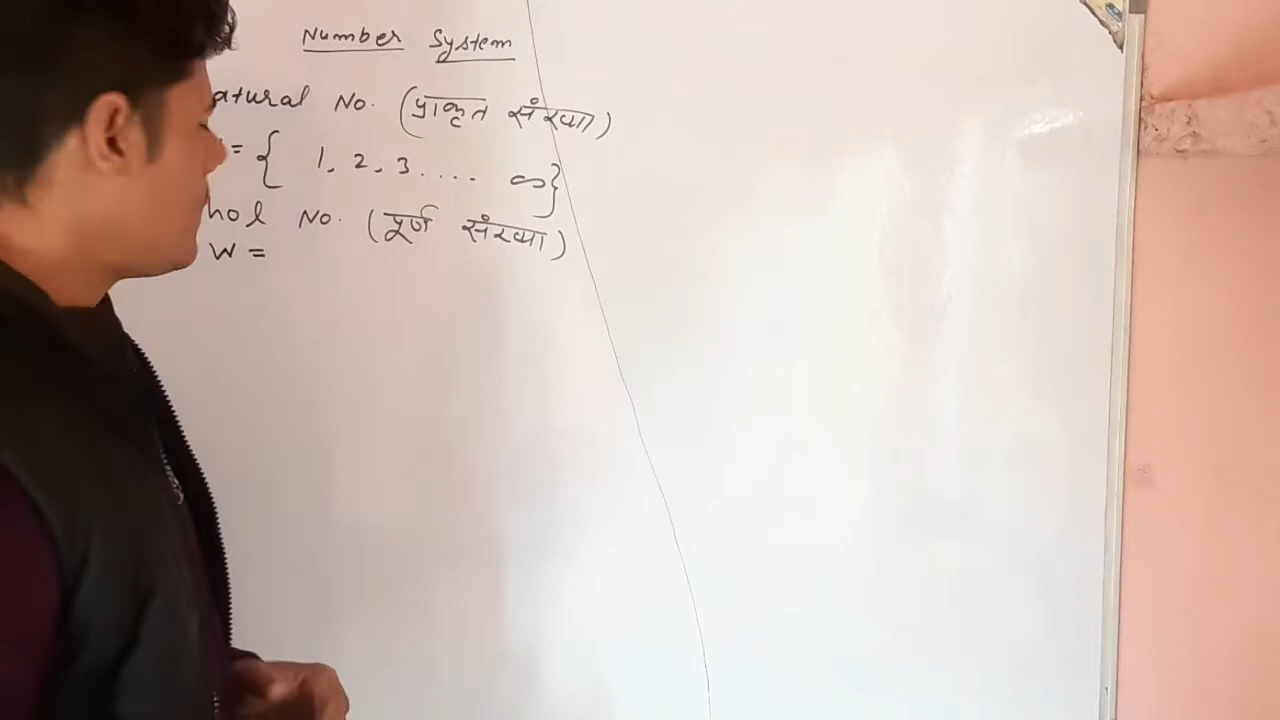 Number System
atural No. (प्राकृत संख्या)
= { 1, 2, 3 .... ∞}
hol No. (पूर्ण संख्या)
W =